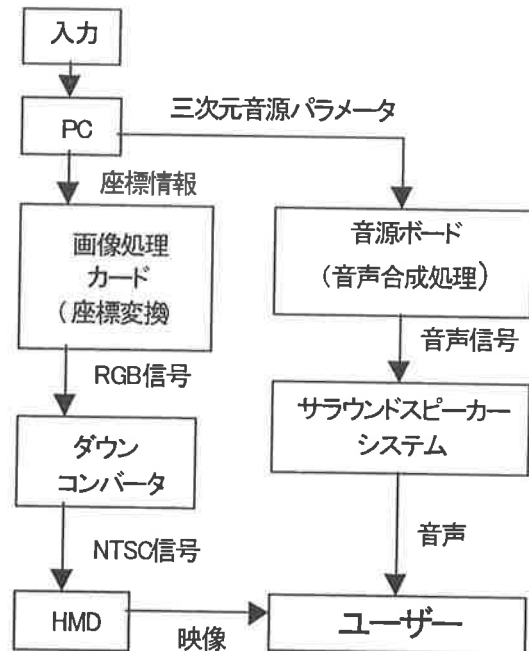 入力
PC
三次元音源パラメータ
座標情報
画像処理
カード
(座標変換)
音源ボード
(音声合成処理)
RGB信号
音声信号
ダウン
コンバータ
サラウンドスピーカー
システム
NTSC信号
音声
HMD
映像
ユーザー